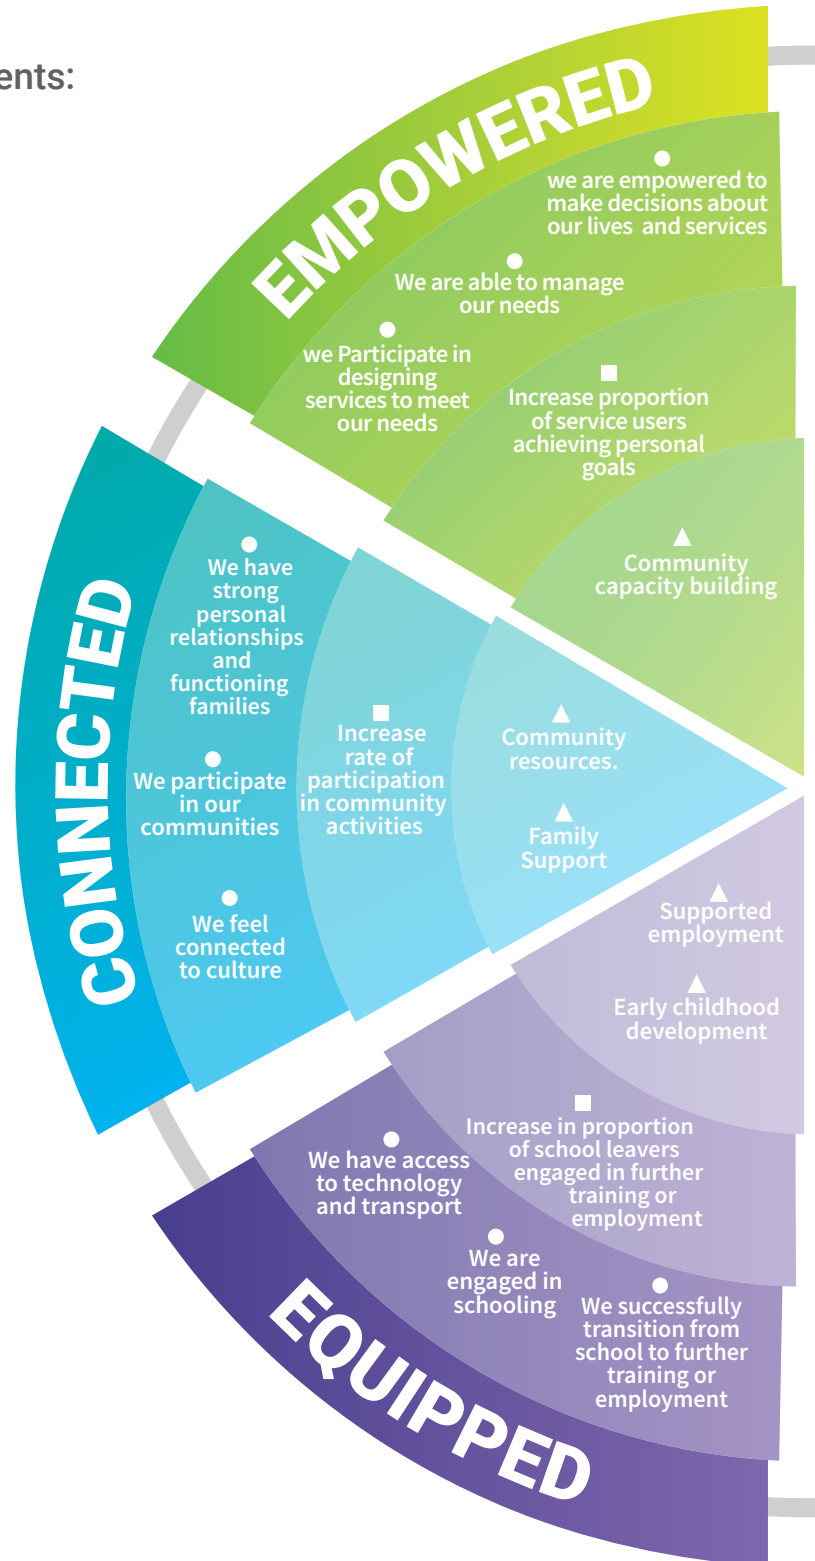 ents:
EMPOWERED
we are empowered to
make decisions about
our lives and services
We are able to manage
our needs
we Participate in
designing
services to meet
our needs
Increase proportion
of service users
achieving personal
goals
Community
capacity building
CONNECTED
We have
strong
personal
relationships
and
functioning
families
We participate
in our
communities
We feel
connected
to culture
Increase
rate of
participation
in community
activities
Community
resources.
Family
Support
Supported
employment
Early childhood
development
Increase in proportion
of school leavers
engaged in further
training or
employment
We have access
to technology
and transport
We are
engaged in
schooling
We successfully
transition from
school to further
training or
employment
EQUIPPED